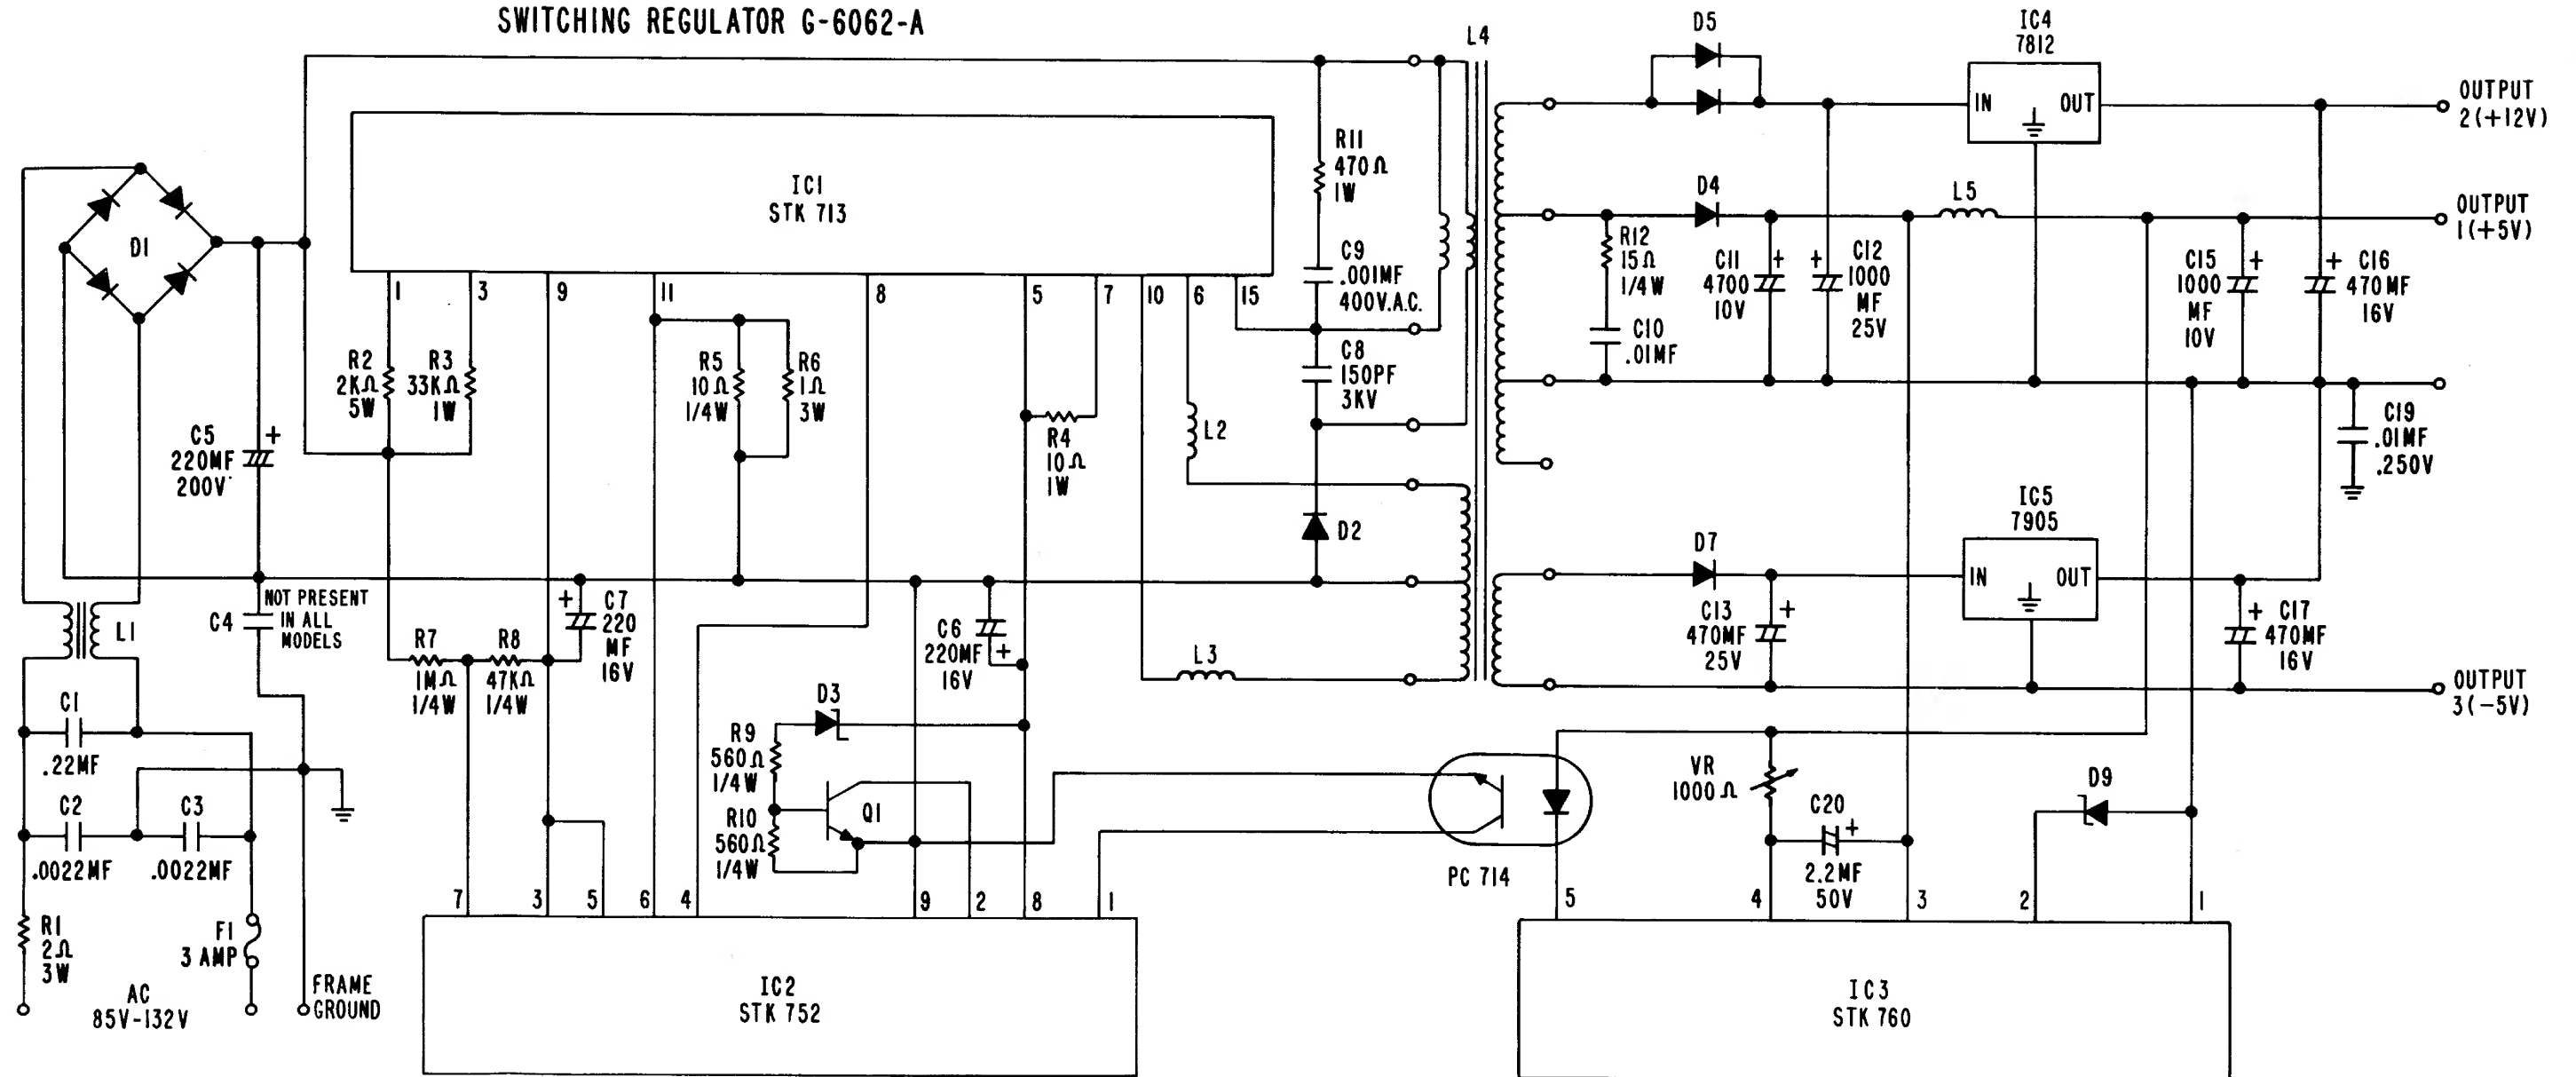 SWITCHING REGULATOR G-6062-A
D5
IC4
7812
L4
OUTPUT
2(+12V)
IN
OUT
IC1
STK 713
R11
470Ω
1W
D1
D4
L5
OUTPUT
1(+5V)
R12
15Ω
1/4W
C9
.001MF
400V.A.C.
C11
4700
10V
+
+
C12
1000
MF
25V
C15
1000
MF
10V
+
+
C16
470MF
16V
1
3
9
11
8
5
7
10
6
15
C10
.01MF
R2
2KΩ
5W
R3
33KΩ
1W
R5
10Ω
1/4W
R6
1Ω
3W
C8
150PF
3KV
C5
220MF
200V
+
R4
10Ω
1W
L2
C19
.01MF
.250V
D2
IC5
7905
D7
IN
OUT
C4
NOT PRESENT
IN ALL
MODELS
L1
+
C7
220
MF
16V
C6
220MF
16V
+
C13
470MF
25V
+
+
C17
470MF
16V
R7
1MΩ
1/4W
R8
47KΩ
1/4W
L3
OUTPUT
3(-5V)
C1
.22MF
D3
R9
560Ω
1/4W
VR
1000Ω
D9
C2
.0022MF
C3
.0022MF
R10
560Ω
1/4W
Q1
C20
+
2.2MF
50V
PC 714
7
3
5
6
4
9
2
8
1
5
4
3
2
1
R1
2Ω
3W
F1
3 AMP
AC
85V-132V
FRAME
GROUND
IC2
STK 752
IC3
STK 760